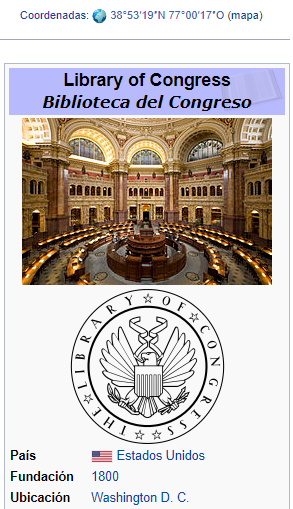 Coordenadas: 38°53′19″N 77°00′17″O (mapa)
Library of Congress
Biblioteca del Congreso
THE LIBRARY OF CONGRESS
País Estados Unidos
Fundación 1800
Ubicación Washington D. C.